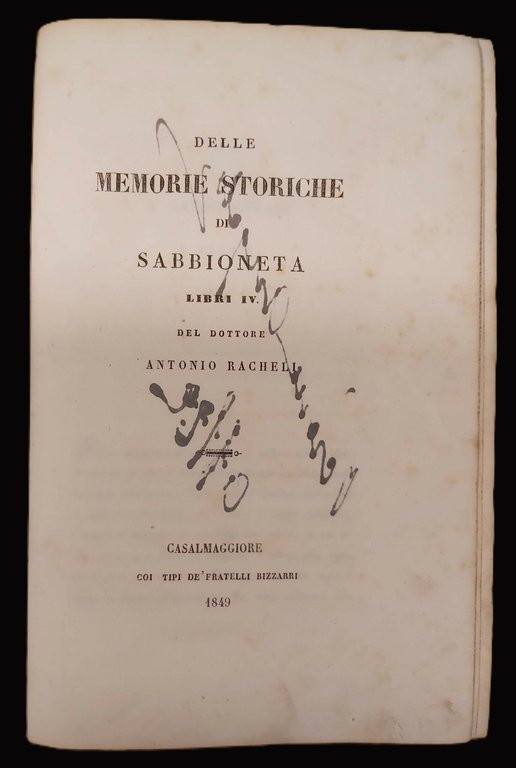 DELLE
MEMORIE STORICHE
DI
SABBIONETA
LIBRI IV.
DEL DOTTORE
ANTONIO RACHELI
CASALMAGGIORE
COI TIPI DE' FRATELLI BIZZARRI
1849